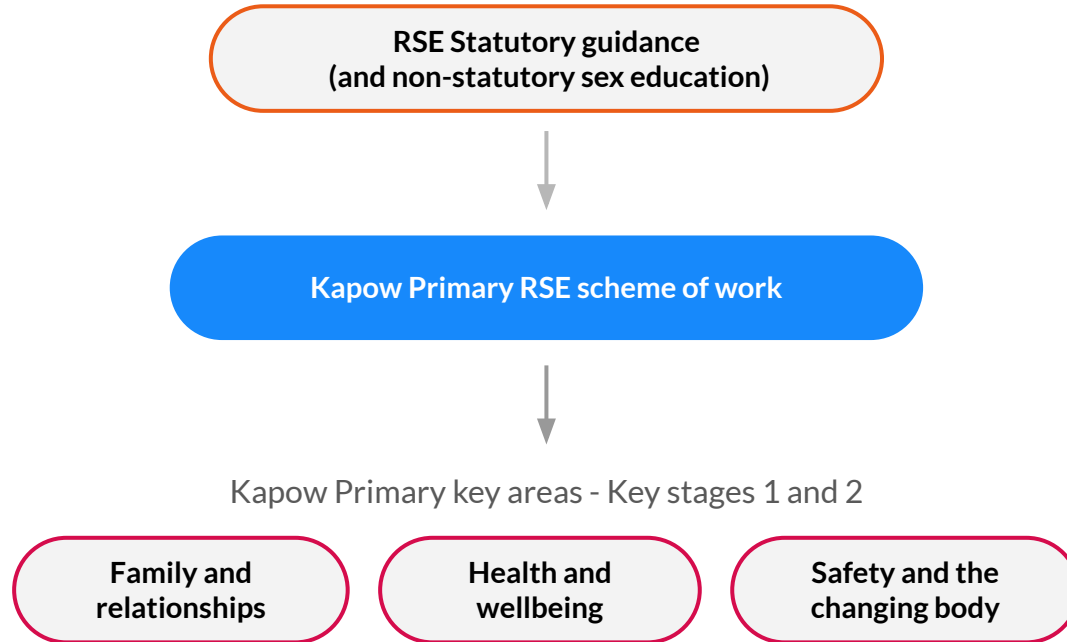 RSE Statutory guidance
(and non-statutory sex education)
Kapow Primary RSE scheme of work
Kapow Primary key areas - Key stages 1 and 2
Family and
relationships
Health and
wellbeing
Safety and the
changing body